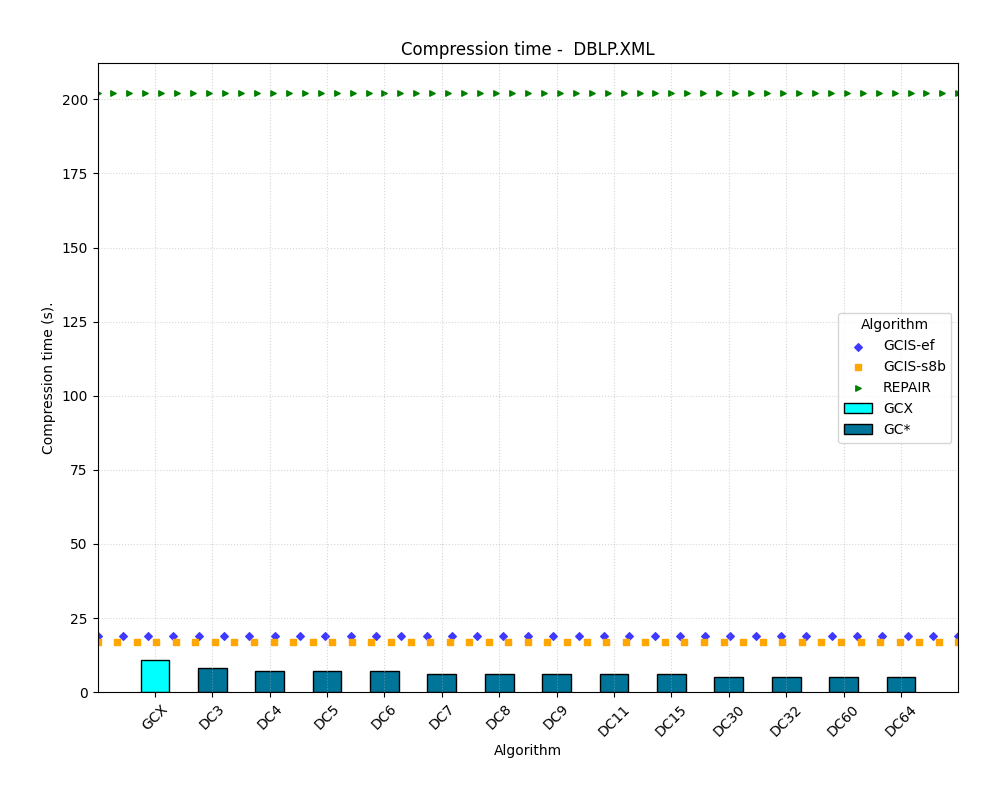 Compression time -  DBLP.XML
Compression time (s).
200
175
150
125
100
75
50
25
0
Algorithm
GCIS-ef
GCIS-s8b
REPAIR
GCX
GC*
GCX
DC3
DC4
DC5
DC6
DC7
DC8
DC9
DC11
DC15
DC30
DC32
DC60
DC64
Algorithm